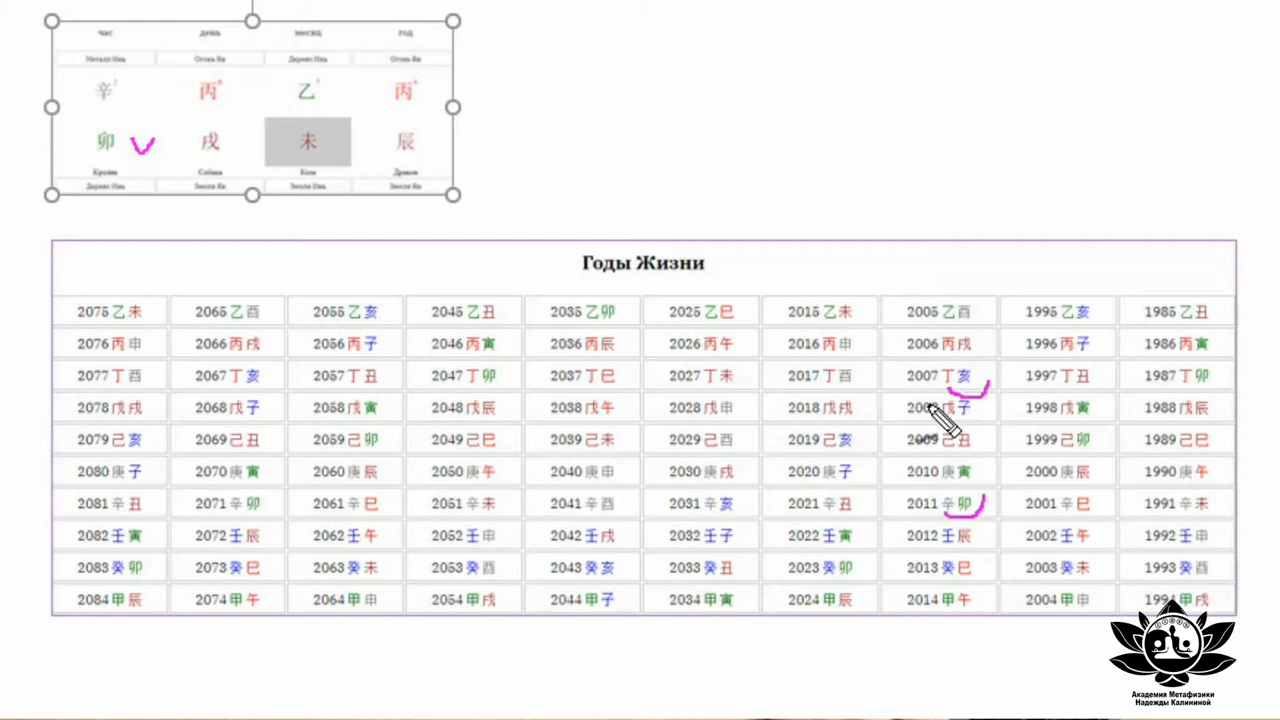 час день месяц год
Металл Инь Огонь Ян Дерево Инь Огонь Ян
辛 丙 乙 丙
卯 戌 未 辰
Кролик Собака Коза Дракон
Дерево Инь Земля Ян Земля Инь Земля Ян
Годы Жизни
2075 乙未 2065 乙酉 2055 乙亥 2045 乙丑 2035 乙卯 2025 乙巳 2015 乙未 2005 乙酉 1995 乙亥 1985 乙丑
2076 丙申 2066 丙戌 2056 丙子 2046 丙寅 2036 丙辰 2026 丙午 2016 丙申 2006 丙戌 1996 丙子 1986 丙寅
2077 丁酉 2067 丁亥 2057 丁丑 2047 丁卯 2037 丁巳 2027 丁未 2017 丁酉 2007 丁亥 1997 丁丑 1987 丁卯
2078 戊戌 2068 戊子 2058 戊寅 2048 戊辰 2038 戊午 2028 戊申 2018 戊戌 戊子 1998 戊寅 1988 戊辰
2079 己亥 2069 己丑 2059 己卯 2049 己巳 2039 己未 2029 己酉 2019 己亥 2009 己丑 1999 己卯 1989 己巳
2080 庚子 2070 庚寅 2060 庚辰 2050 庚午 2040 庚申 2030 庚戌 2020 庚子 2010 庚寅 2000 庚辰 1990 庚午
2081 辛丑 2071 辛卯 2061 辛巳 2051 辛未 2041 辛酉 2031 辛亥 2021 辛丑 2011 辛卯 2001 辛巳 1991 辛未
2082 壬寅 2072 壬辰 2062 壬午 2052 壬申 2042 壬戌 2032 壬子 2022 壬寅 2012 壬辰 2002 壬午 1992 壬申
2083 癸卯 2073 癸巳 2063 癸未 2053 癸酉 2043 癸亥 2033 癸丑 2023 癸卯 2013 癸巳 2003 癸未 1993 癸酉
2084 甲辰 2074 甲午 2064 甲申 2054 甲戌 2044 甲子 2034 甲寅 2024 甲辰 2014 甲午 2004 甲申 1994 甲戌
Академия Метафизики
Надежды Калининой